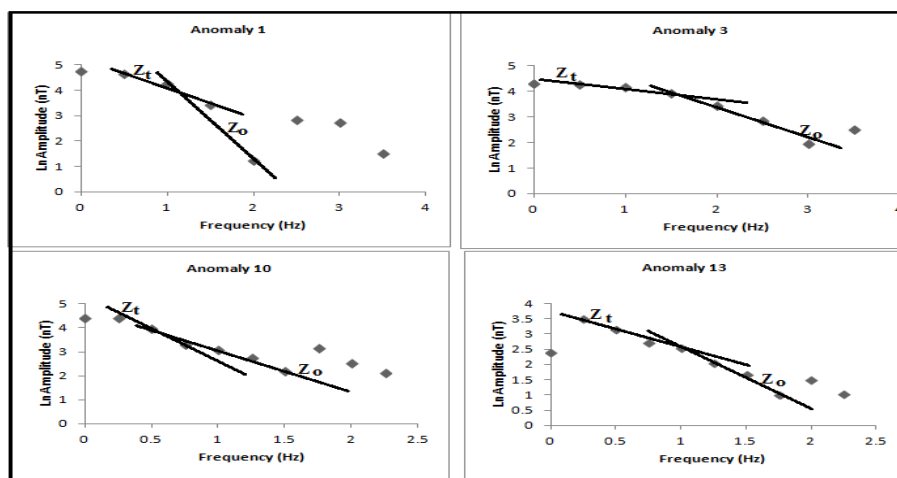 Anomaly 1
Ln Amplitude (nT)
5
4
3
2
1
0
Zt
Zo
0 1 2 3 4
Frequency (Hz)
Anomaly 3
Ln Amplitude (nT)
5
4
3
2
1
0
Zt
Zo
0 1 2 3 4
Frequency (Hz)
Anomaly 10
Ln Amplitude (nT)
5
4
3
2
1
0
Zt
Zo
0 0.5 1 1.5 2 2.5
Frequency (Hz)
Anomaly 13
Ln Amplitude (nT)
4
3.5
3
2.5
2
1.5
1
0.5
0
Zt
Zo
0 0.5 1 1.5 2 2.5
Frequency (Hz)